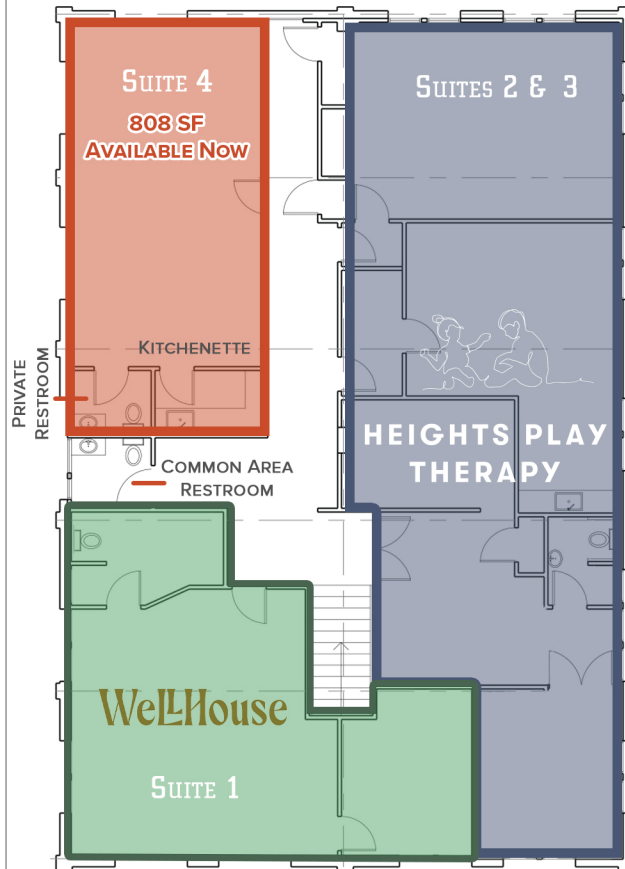 Suite 4
808 SF
Available Now
Suites 2 & 3
Kitchenette
Private
Restroom
HEIGHTS PLAY
THERAPY
Common Area
Restroom
WellHouse
Suite 1